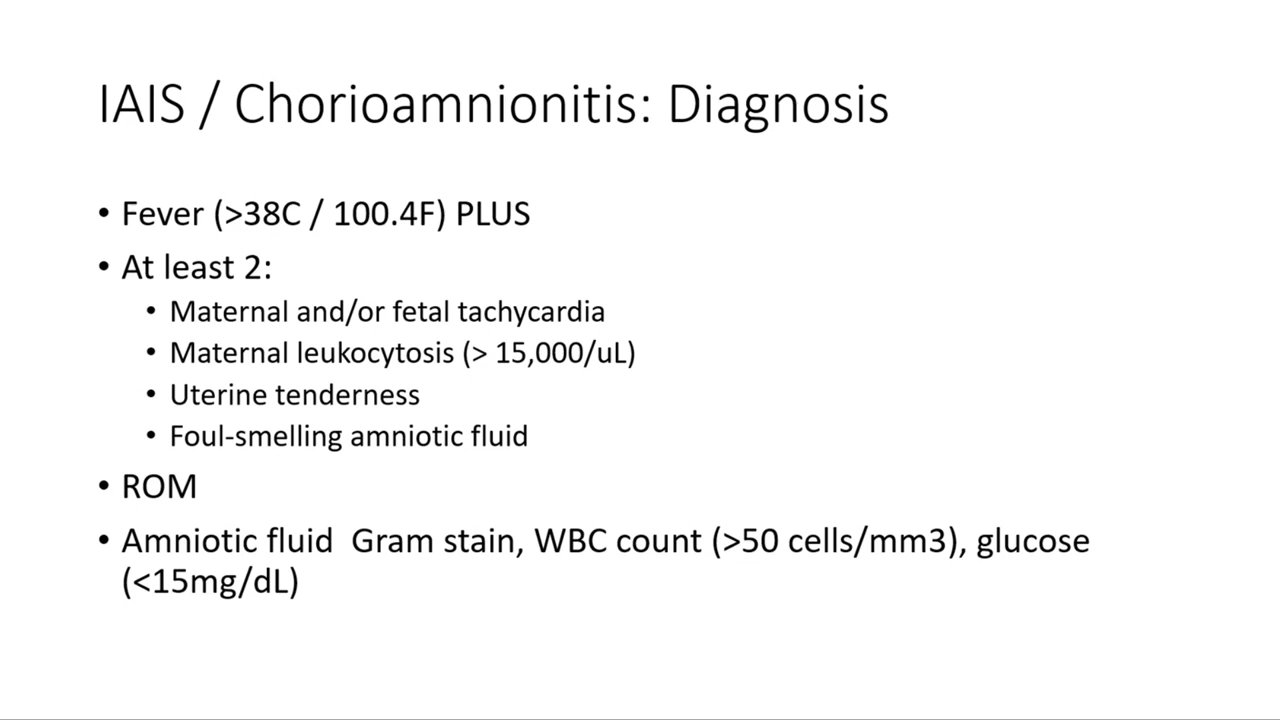 IAIS / Chorioamnionitis: Diagnosis
• Fever (>38C / 100.4F) PLUS
• At least 2:
• Maternal and/or fetal tachycardia
• Maternal leukocytosis (> 15,000/uL)
• Uterine tenderness
• Foul-smelling amniotic fluid
• ROM
• Amniotic fluid  Gram stain, WBC count (>50 cells/mm3), glucose
(<15mg/dL)